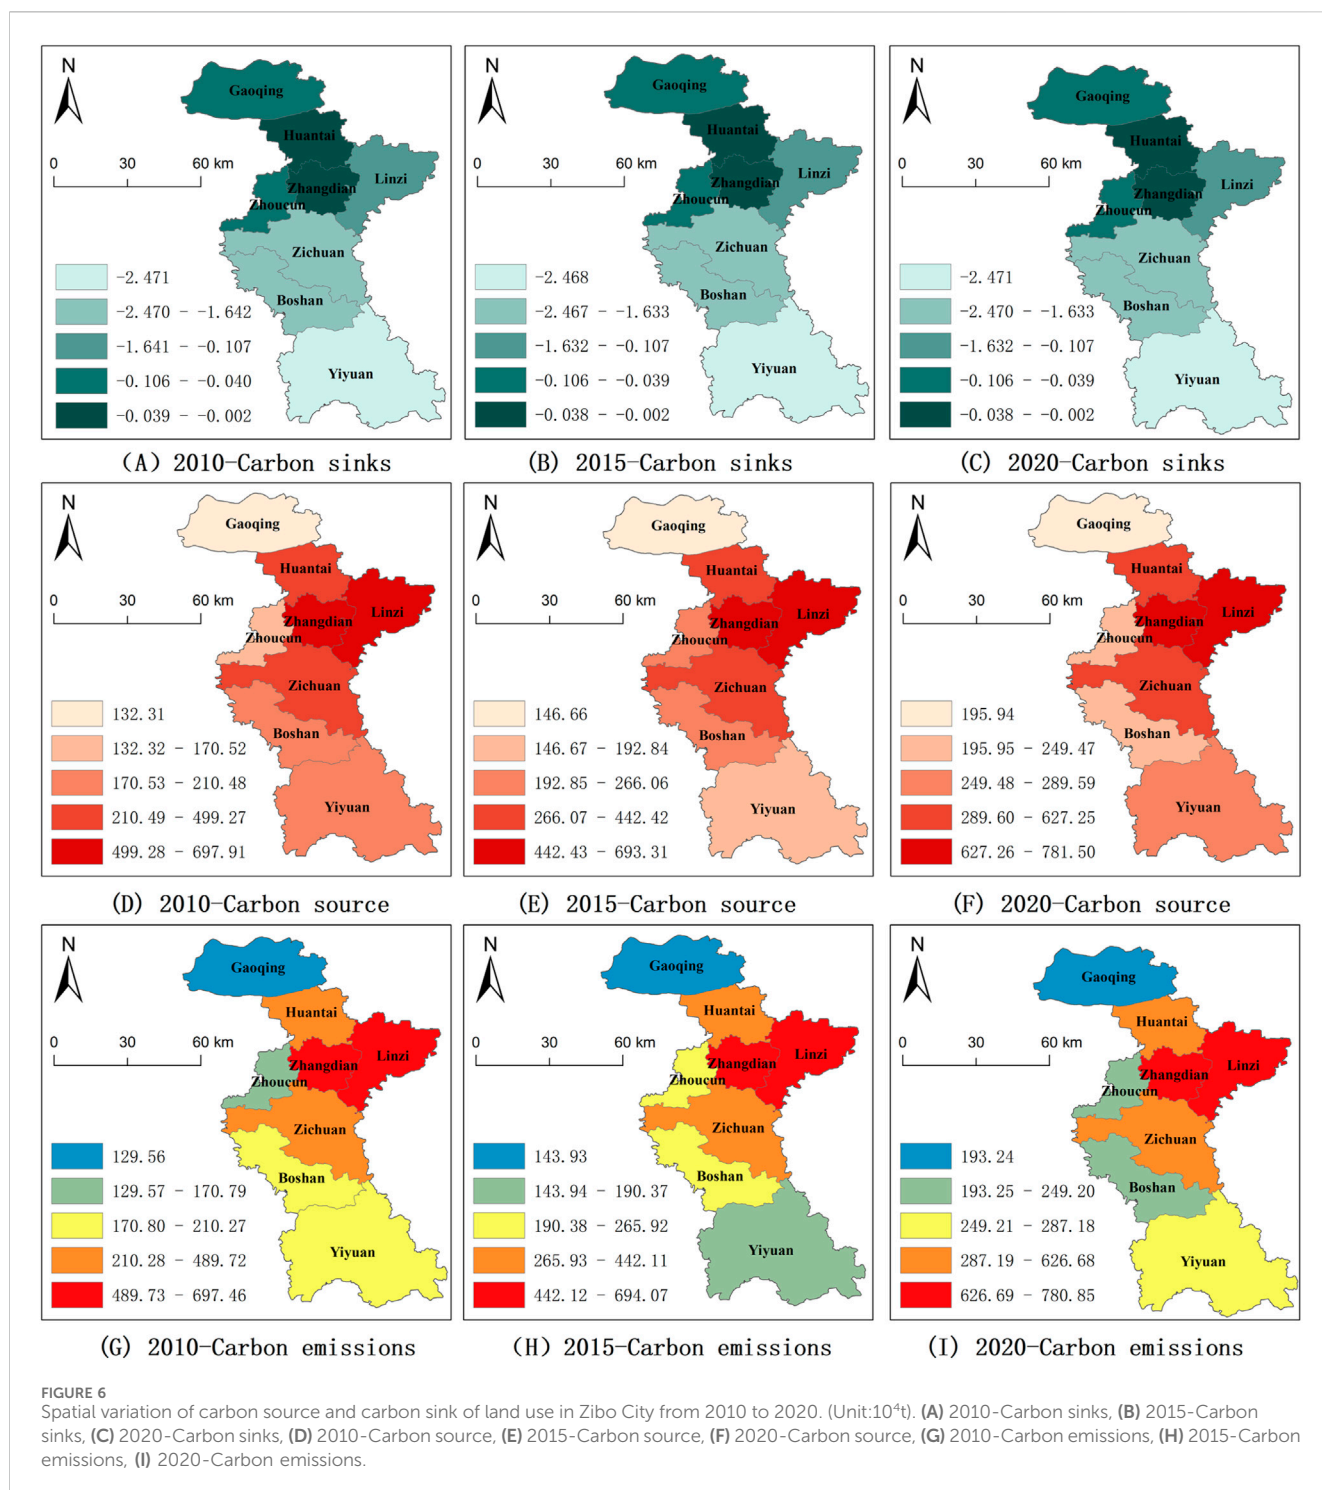 N
Gaoqing
Huantai
0 30 60 km
Linzi
Zhangdian
Zhoucun
Zichuan
Boshan
Yiyuan
-2.471
-2.470 - -1.642
-1.641 - -0.107
-0.106 - -0.040
-0.039 - -0.002
(A) 2010-Carbon sinks
N
Gaoqing
Huantai
0 30 60 km
Linzi
Zhangdian
Zhoucun
Zichuan
Boshan
Yiyuan
-2.468
-2.467 - -1.633
-1.632 - -0.107
-0.106 - -0.039
-0.038 - -0.002
(B) 2015-Carbon sinks
N
Gaoqing
Huantai
0 30 60 km
Linzi
Zhangdian
Zhoucun
Zichuan
Boshan
Yiyuan
-2.471
-2.470 - -1.633
-1.632 - -0.107
-0.106 - -0.039
-0.038 - -0.002
(C) 2020-Carbon sinks
N
Gaoqing
Huantai
0 30 60 km
Linzi
Zhangdian
Zhoucun
Zichuan
Boshan
Yiyuan
132.31
132.32 - 170.52
170.53 - 210.48
210.49 - 499.27
499.28 - 697.91
(D) 2010-Carbon source
N
Gaoqing
Huantai
0 30 60 km
Linzi
Zhangdian
Zhoucun
Zichuan
Boshan
Yiyuan
146.66
146.67 - 192.84
192.85 - 266.06
266.07 - 442.42
442.43 - 693.31
(E) 2015-Carbon source
N
Gaoqing
Huantai
0 30 60 km
Linzi
Zhangdian
Zhoucun
Zichuan
Boshan
Yiyuan
195.94
195.95 - 249.47
249.48 - 289.59
289.60 - 627.25
627.26 - 781.50
(F) 2020-Carbon source
N
Gaoqing
Huantai
0 30 60 km
Linzi
Zhangdian
Zhoucun
Zichuan
Boshan
Yiyuan
129.56
129.57 - 170.79
170.80 - 210.27
210.28 - 489.72
489.73 - 697.46
(G) 2010-Carbon emissions
N
Gaoqing
Huantai
0 30 60 km
Linzi
Zhangdian
Zhoucun
Zichuan
Boshan
Yiyuan
143.93
143.94 - 190.37
190.38 - 265.92
265.93 - 442.11
442.12 - 694.07
(H) 2015-Carbon emissions
N
Gaoqing
Huantai
0 30 60 km
Linzi
Zhangdian
Zhoucun
Zichuan
Boshan
Yiyuan
193.24
193.25 - 249.20
249.21 - 287.18
287.19 - 626.68
626.69 - 780.85
(I) 2020-Carbon emissions
FIGURE 6
Spatial variation of carbon source and carbon sink of land use in Zibo City from 2010 to 2020. (Unit:10⁴t). (A) 2010-Carbon sinks, (B) 2015-Carbon
sinks, (C) 2020-Carbon sinks, (D) 2010-Carbon source, (E) 2015-Carbon source, (F) 2020-Carbon source, (G) 2010-Carbon emissions, (H) 2015-Carbon
emissions, (I) 2020-Carbon emissions.